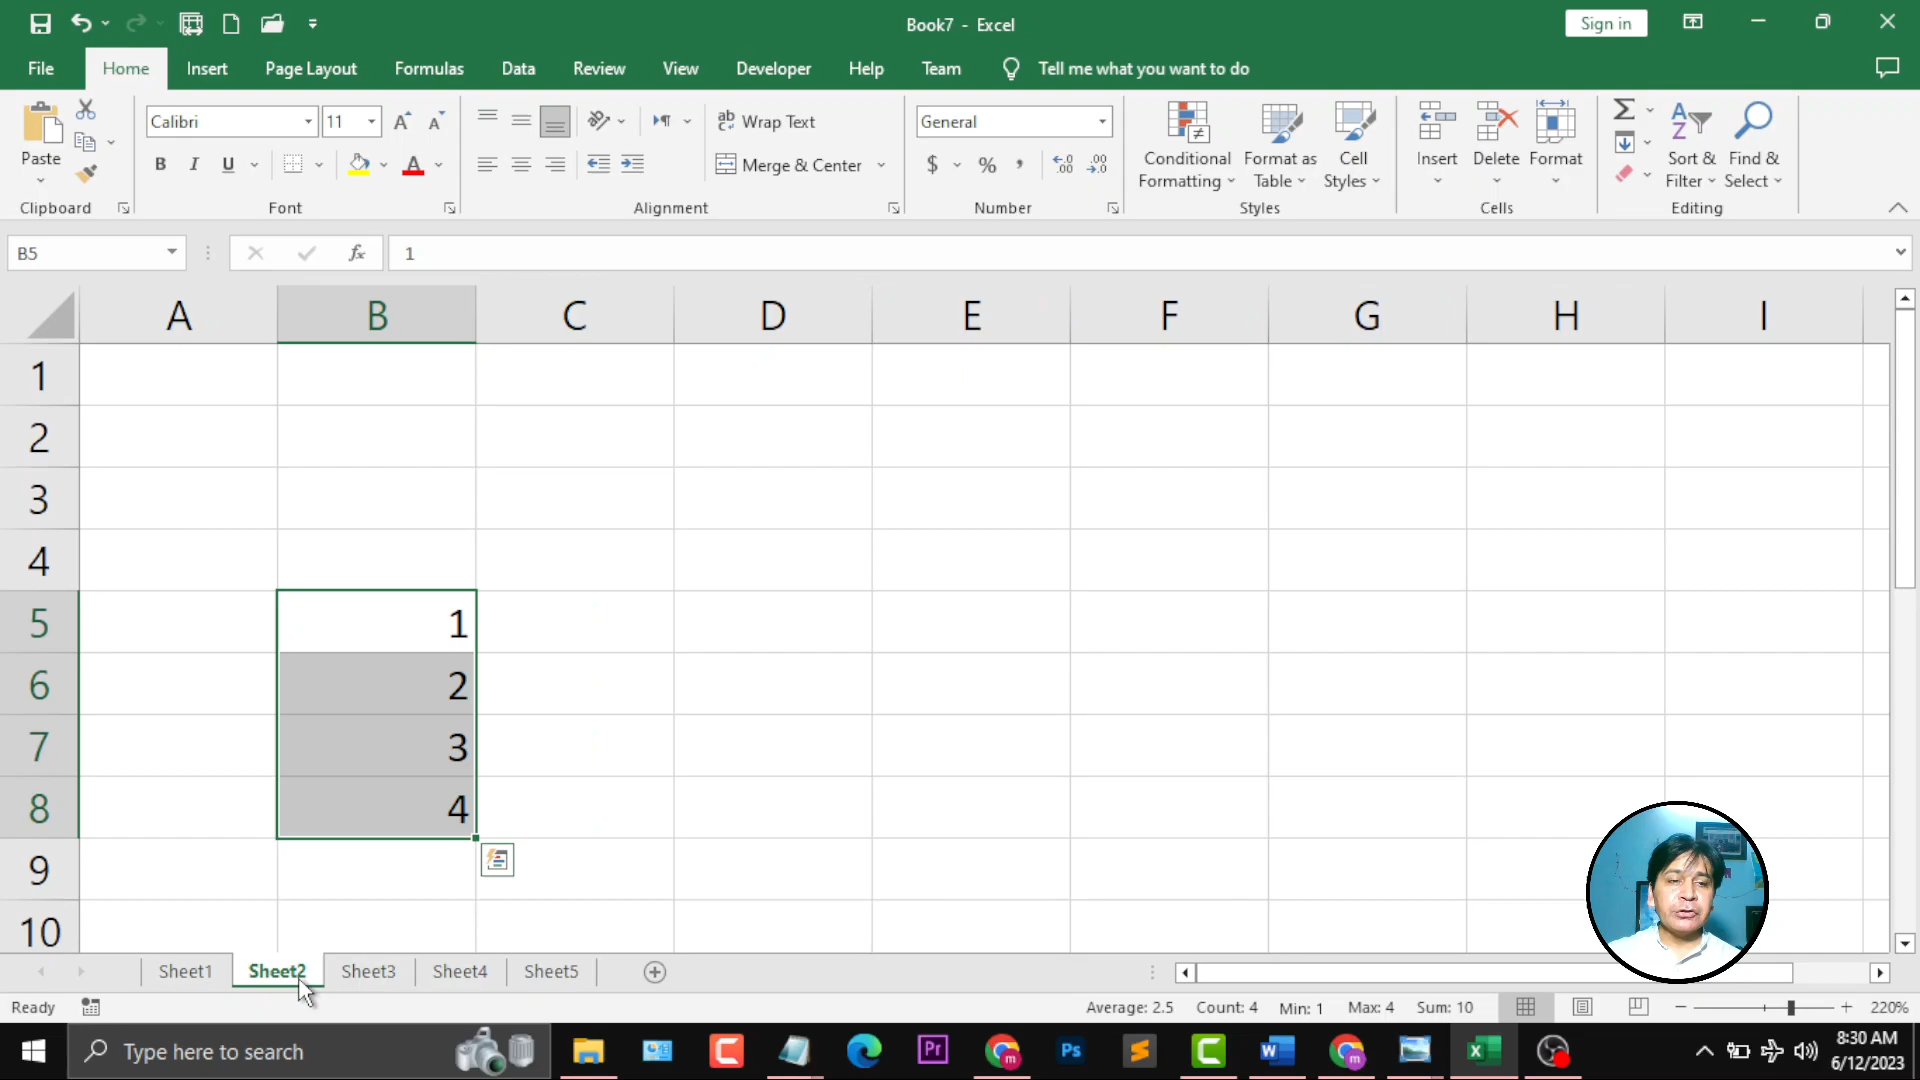 Book7 - Excel
Sign in
File Home Insert Page Layout Formulas Data Review View Developer Help Team Tell me what you want to do
Calibri 11 Wrap Text General
Paste B I U A Merge & Center $ % , Conditional Formatting Format as Table Cell Styles Insert Delete Format Sort & Filter Find & Select
Clipboard Font Alignment Number Styles Cells Editing
B5 fx 1
A B C D E F G H I
1
2
3
4
5 1
6 2
7 3
8 4
9
10
Sheet1 Sheet2 Sheet3 Sheet4 Sheet5
Ready Average: 2.5 Count: 4 Min: 1 Max: 4 Sum: 10 220%
Type here to search Pr Ps 8:30 AM
6/12/2023